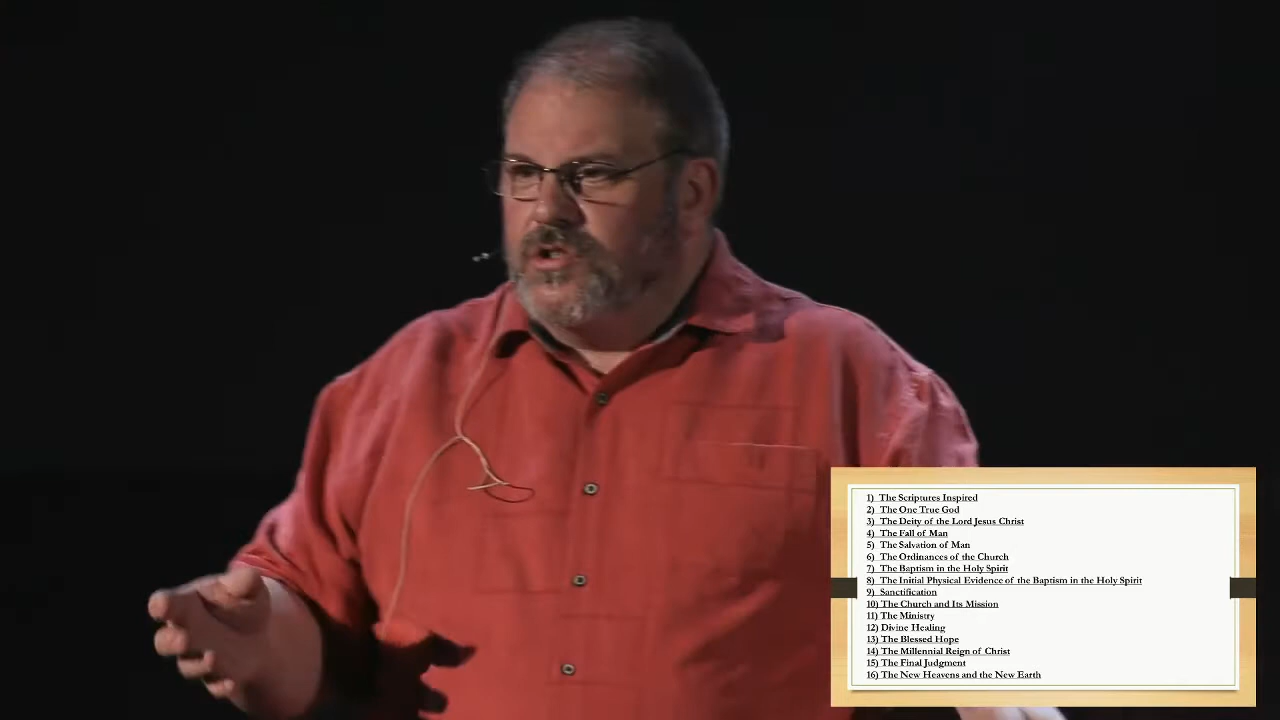 1) The Scriptures Inspired
2) The One True God
3) The Deity of the Lord Jesus Christ
4) The Fall of Man
5) The Salvation of Man
6) The Ordinances of the Church
7) The Baptism in the Holy Spirit
8) The Initial Physical Evidence of the Baptism in the Holy Spirit
9) Sanctification
10) The Church and Its Mission
11) The Ministry
12) Divine Healing
13) The Blessed Hope
14) The Millennial Reign of Christ
15) The Final Judgment
16) The New Heavens and the New Earth